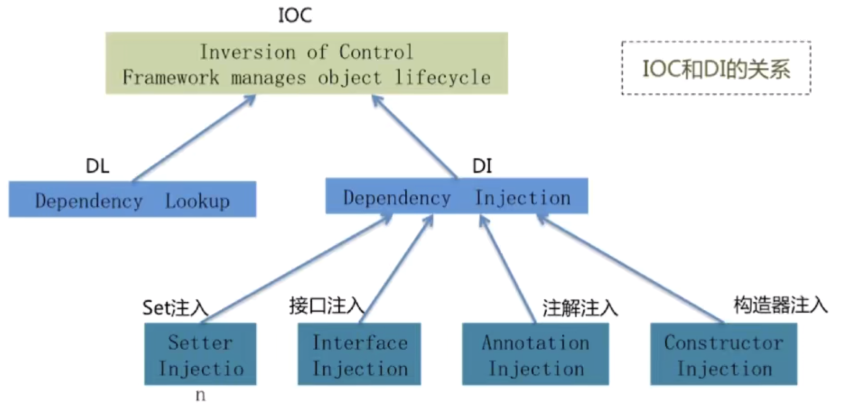 IOC
Inversion of Control
Framework manages object lifecycle
IOC和DI的关系
DL
Dependency Lookup
DI
Dependency Injection
Set注入
Setter
Injectio
n
接口注入
Interface
Injection
注解注入
Annotation
Injection
构造器注入
Constructor
Injection